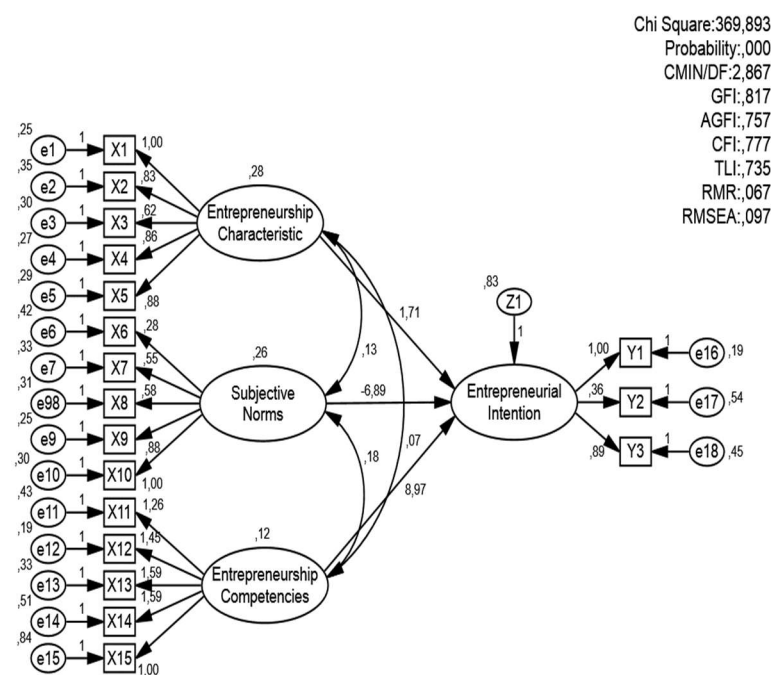 Chi Square:369,893
Probability:,000
CMIN/DF:2,867
GFI:,817
AGFI:,757
CFI:,777
TLI:,735
RMR:,067
RMSEA:,097
,25
e1
1
X1
1,00
,35
e2
1
X2
,83
,30
e3
1
X3
,62
,27
e4
1
X4
,86
,29
e5
1
X5
,88
,28
Entrepreneurship
Characteristic
,42
e6
1
X6
,28
,33
e7
1
X7
,55
,31
e98
1
X8
,58
,25
e9
1
X9
,88
,30
e10
1
X10
1,00
,26
Subjective
Norms
,43
e11
1
X11
1,26
,19
e12
1
X12
1,45
,33
e13
1
X13
1,59
,51
e14
1
X14
1,59
,84
e15
1
X15
1,00
,12
Entrepreneurship
Competencies
1,71
,13
-6,89
,07
,18
8,97
,83
Z1
1
Entrepreneurial
Intention
1,00
Y1
1
e16
,19
,36
Y2
1
e17
,54
,89
Y3
1
e18
,45